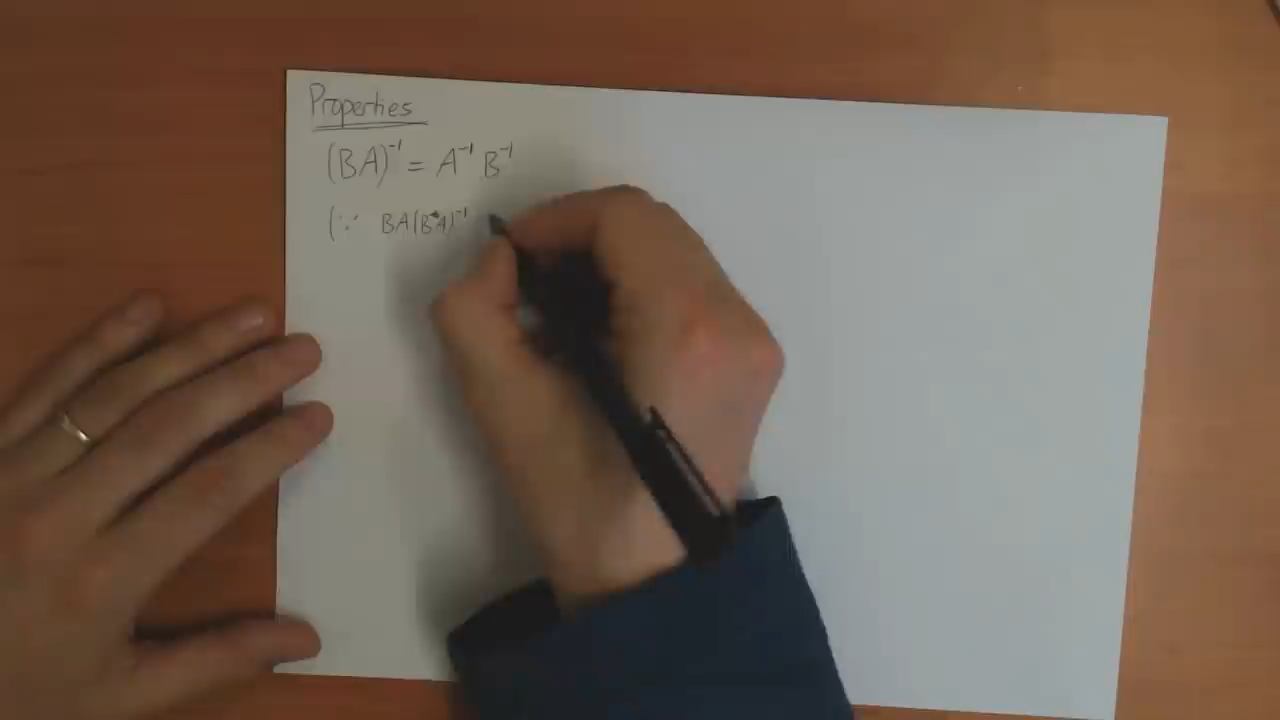 Properties
(BA)⁻¹ = A⁻¹ B⁻¹
(∵ BA(BA)⁻¹